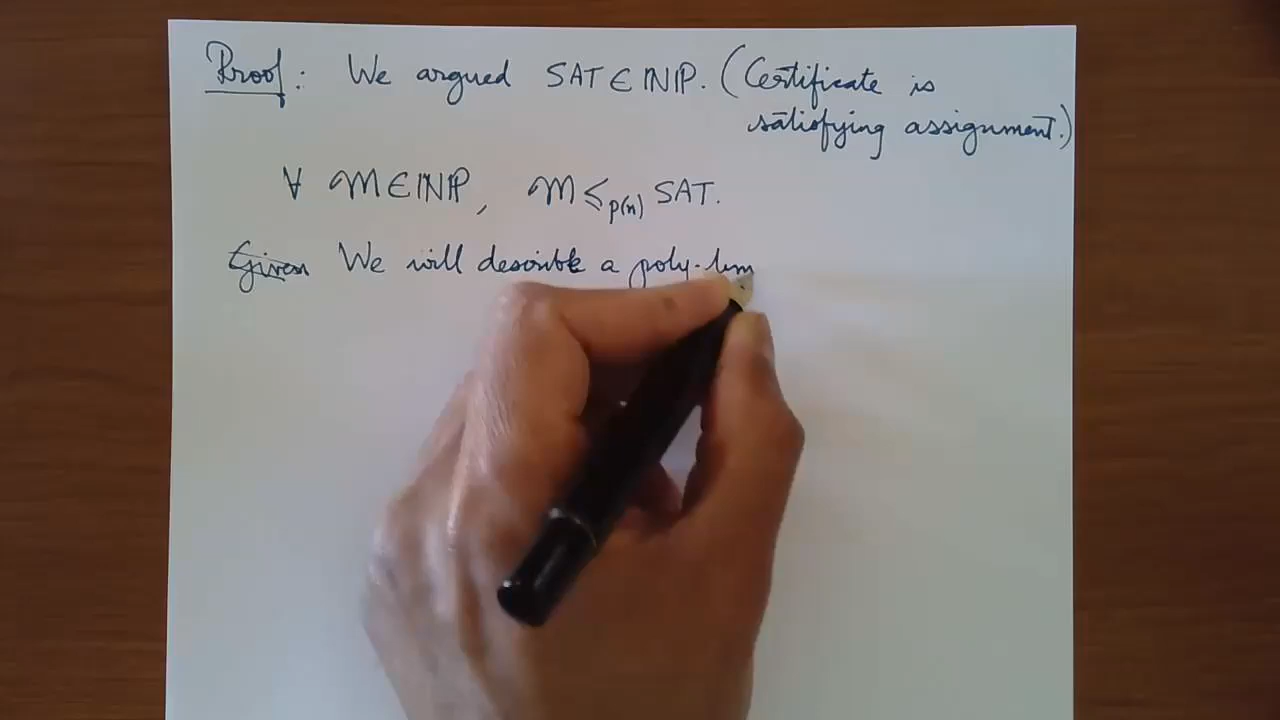 Proof: We argued SAT ∈ NP. (Certificate is
satisfying assignment.)
∀ M ∈ NP, M ≤p(n) SAT.
Given We will describe a poly-tim